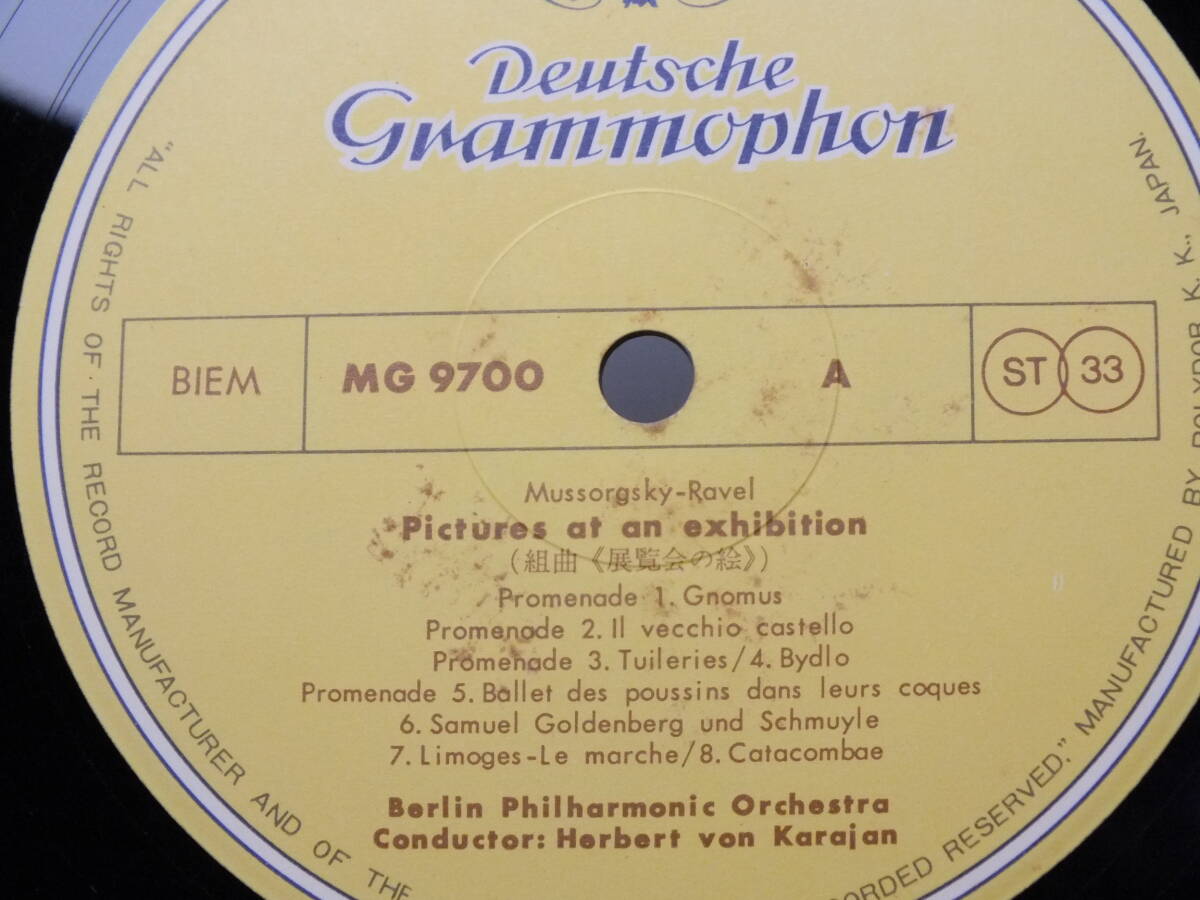 Deutsche
Grammophon
BIEM MG 9700 A ST 33
Mussorgsky-Ravel
Pictures at an exhibition
(組曲《展覧会の絵》)
Promenade 1. Gnomus
Promenade 2. Il vecchio castello
Promenade 3. Tuileries/4. Bydlo
Promenade 5. Ballet des poussins dans leurs coques
6. Samuel Goldenberg und Schmuyle
7. Limoges-Le marche/8. Catacombae
Berlin Philharmonic Orchestra
Conductor: Herbert von Karajan
"ALL RIGHTS OF·THE RECORD MANUFACTURER AND OF THE
RESERVED." MANUFACTURED BY POLYDOR K. K., JAPAN.